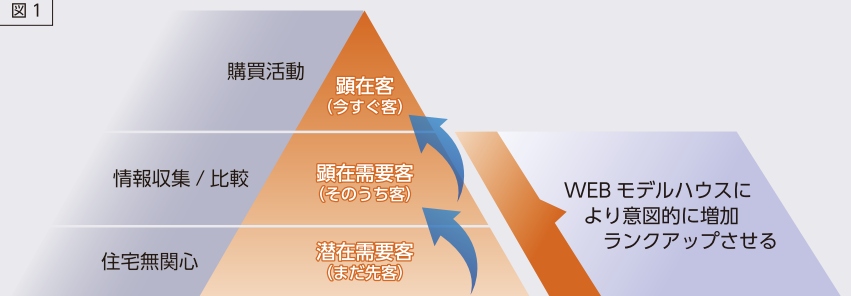 図 1
購買活動
顕在客
(今すぐ客)
情報収集 / 比較
顕在需要客
(そのうち客)
WEB モデルハウスに
より意図的に増加
ランクアップさせる
住宅無関心
潜在需要客
(まだ先客)